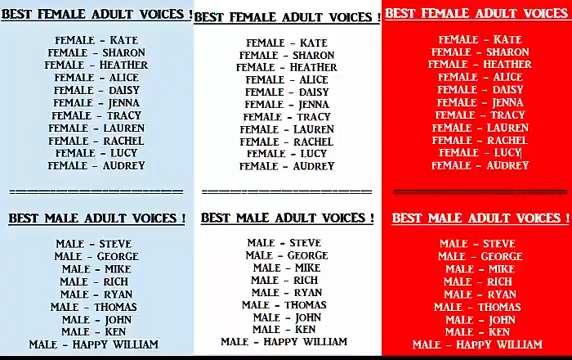 BEST FEMALE ADULT VOICES !
FEMALE - KATE
FEMALE - SHARON
FEMALE - HEATHER
FEMALE - ALICE
FEMALE - DAISY
FEMALE - JENNA
FEMALE - TRACY
FEMALE - LAUREN
FEMALE - RACHEL
FEMALE - LUCY
FEMALE - AUDREY
BEST MALE ADULT VOICES !
MALE - STEVE
MALE - GEORGE
MALE - MIKE
MALE - RICH
MALE - RYAN
MALE - THOMAS
MALE - JOHN
MALE - KEN
MALE - HAPPY WILLIAM
BEST FEMALE ADULT VOICES !
FEMALE - KATE
FEMALE - SHARON
FEMALE - HEATHER
FEMALE - ALICE
FEMALE - DAISY
FEMALE - JENNA
FEMALE - TRACY
FEMALE - LAUREN
FEMALE - RACHEL
FEMALE - LUCY
FEMALE - AUDREY
BEST MALE ADULT VOICES !
MALE - STEVE
MALE - GEORGE
MALE - MIKE
MALE - RICH
MALE - RYAN
MALE - THOMAS
MALE - JOHN
MALE - KEN
MALE - HAPPY WILLIAM
BEST FEMALE ADULT VOICES
FEMALE - KATE
FEMALE - SHARON
FEMALE - HEATHER
FEMALE - ALICE
FEMALE - DAISY
FEMALE - JENNA
FEMALE - TRACY
FEMALE - LAUREN
FEMALE - RACHEL
FEMALE - LUCY
FEMALE - AUDREY
BEST MALE ADULT VOICES !
MALE - STEVE
MALE - GEORGE
MALE - MIKE
MALE - RICH
MALE - RYAN
MALE - THOMAS
MALE - JOHN
MALE - KEN
MALE - HAPPY WILLIAM